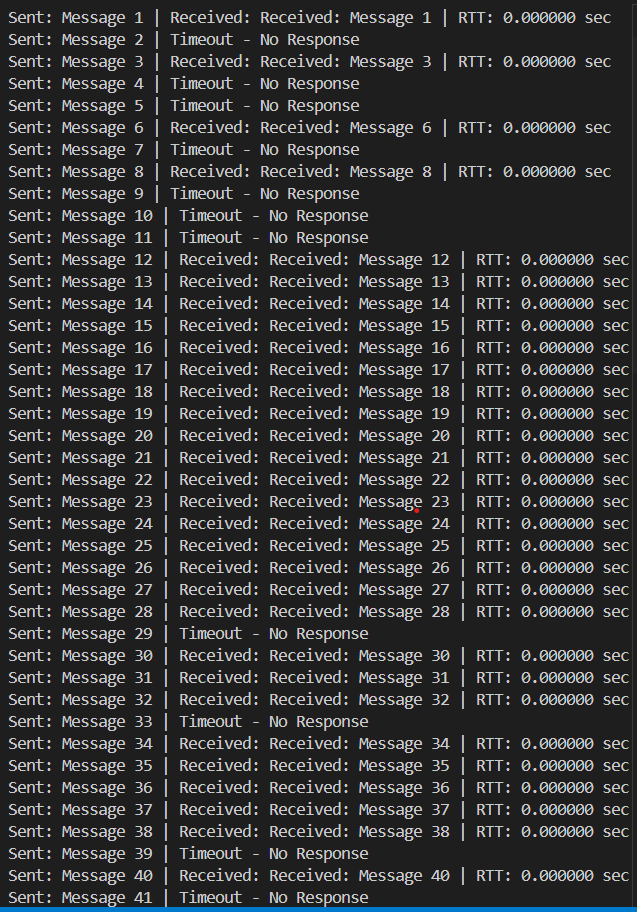 Sent: Message 1 | Received: Received: Message 1 | RTT: 0.000000 sec
Sent: Message 2 | Timeout - No Response
Sent: Message 3 | Received: Received: Message 3 | RTT: 0.000000 sec
Sent: Message 4 | Timeout - No Response
Sent: Message 5 | Timeout - No Response
Sent: Message 6 | Received: Received: Message 6 | RTT: 0.000000 sec
Sent: Message 7 | Timeout - No Response
Sent: Message 8 | Received: Received: Message 8 | RTT: 0.000000 sec
Sent: Message 9 | Timeout - No Response
Sent: Message 10 | Timeout - No Response
Sent: Message 11 | Timeout - No Response
Sent: Message 12 | Received: Received: Message 12 | RTT: 0.000000 sec
Sent: Message 13 | Received: Received: Message 13 | RTT: 0.000000 sec
Sent: Message 14 | Received: Received: Message 14 | RTT: 0.000000 sec
Sent: Message 15 | Received: Received: Message 15 | RTT: 0.000000 sec
Sent: Message 16 | Received: Received: Message 16 | RTT: 0.000000 sec
Sent: Message 17 | Received: Received: Message 17 | RTT: 0.000000 sec
Sent: Message 18 | Received: Received: Message 18 | RTT: 0.000000 sec
Sent: Message 19 | Received: Received: Message 19 | RTT: 0.000000 sec
Sent: Message 20 | Received: Received: Message 20 | RTT: 0.000000 sec
Sent: Message 21 | Received: Received: Message 21 | RTT: 0.000000 sec
Sent: Message 22 | Received: Received: Message 22 | RTT: 0.000000 sec
Sent: Message 23 | Received: Received: Message 23 | RTT: 0.000000 sec
Sent: Message 24 | Received: Received: Message 24 | RTT: 0.000000 sec
Sent: Message 25 | Received: Received: Message 25 | RTT: 0.000000 sec
Sent: Message 26 | Received: Received: Message 26 | RTT: 0.000000 sec
Sent: Message 27 | Received: Received: Message 27 | RTT: 0.000000 sec
Sent: Message 28 | Received: Received: Message 28 | RTT: 0.000000 sec
Sent: Message 29 | Timeout - No Response
Sent: Message 30 | Received: Received: Message 30 | RTT: 0.000000 sec
Sent: Message 31 | Received: Received: Message 31 | RTT: 0.000000 sec
Sent: Message 32 | Received: Received: Message 32 | RTT: 0.000000 sec
Sent: Message 33 | Timeout - No Response
Sent: Message 34 | Received: Received: Message 34 | RTT: 0.000000 sec
Sent: Message 35 | Received: Received: Message 35 | RTT: 0.000000 sec
Sent: Message 36 | Received: Received: Message 36 | RTT: 0.000000 sec
Sent: Message 37 | Received: Received: Message 37 | RTT: 0.000000 sec
Sent: Message 38 | Received: Received: Message 38 | RTT: 0.000000 sec
Sent: Message 39 | Timeout - No Response
Sent: Message 40 | Received: Received: Message 40 | RTT: 0.000000 sec
Sent: Message 41 | Timeout - No Response